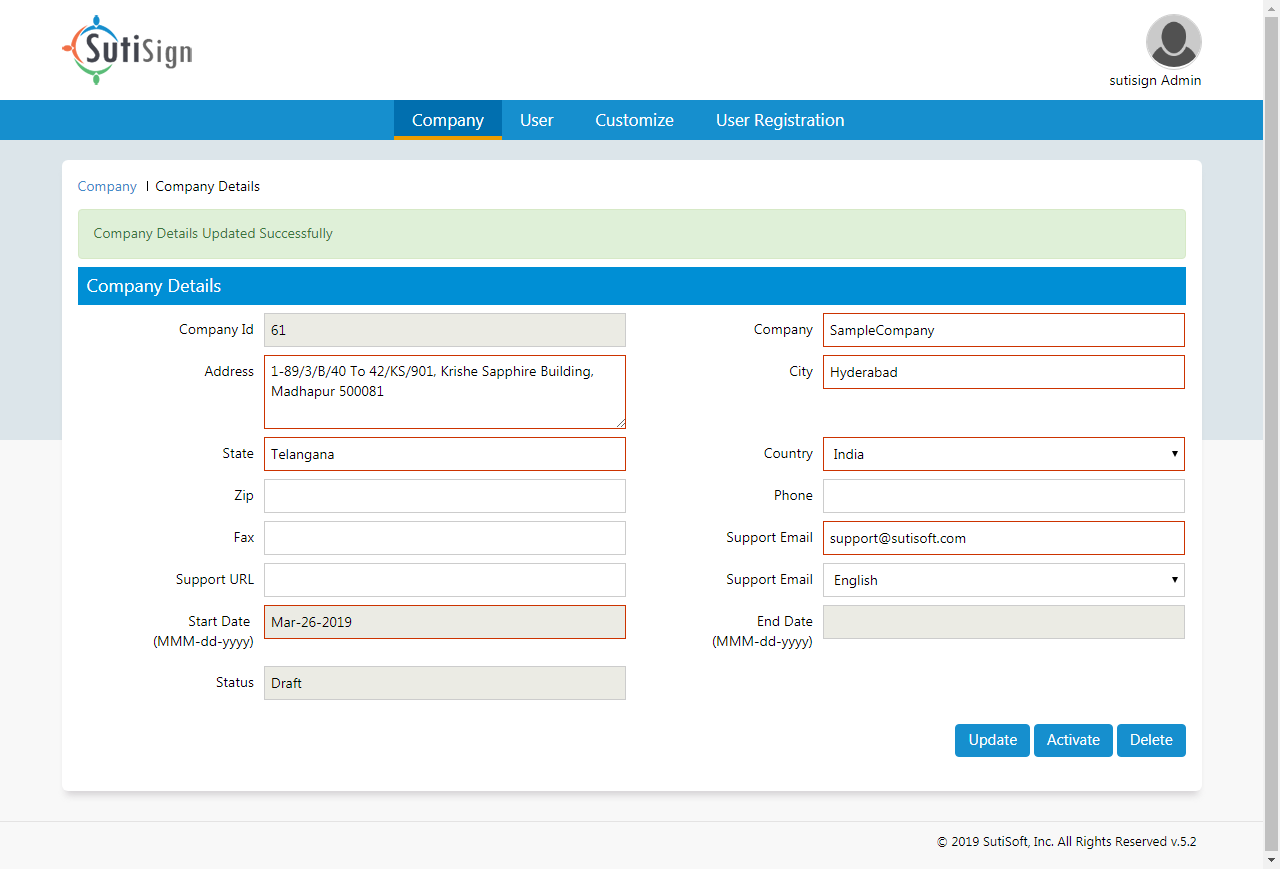 SutiSign
sutisign Admin
Company User Customize User Registration
Company I Company Details
Company Details Updated Successfully
Company Details
Company Id 61 Company SampleCompany
Address 1-89/3/B/40 To 42/KS/901, Krishe Sapphire Building, City Hyderabad
Madhapur 500081
State Telangana Country India
Zip Phone
Fax Support Email support@sutisoft.com
Support URL Support Email English
Start Date Mar-26-2019 End Date
(MMM-dd-yyyy) (MMM-dd-yyyy)
Status Draft
Update Activate Delete
© 2019 SutiSoft, Inc. All Rights Reserved v.5.2